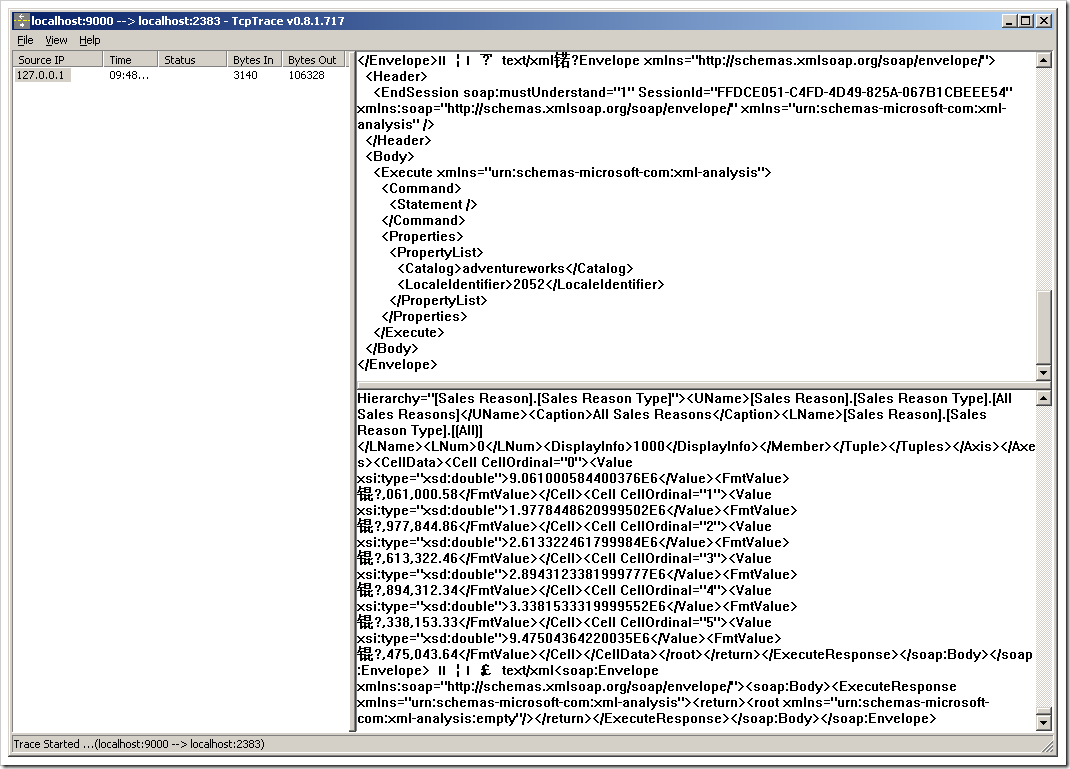 localhost:9000 --> localhost:2383 - TcpTrace v0.8.1.717
File View Help
Source IP Time Status Bytes In Bytes Out
127.0.0.1 09:48... 3140 106328
</Envelope>
text/xml锘?Envelope xmlns="http://schemas.xmlsoap.org/soap/envelope/">
<Header>
<EndSession soap:mustUnderstand="1" SessionId="FFDCE051-C4FD-4D49-825A-067B1CBEEE54"
xmlns:soap="http://schemas.xmlsoap.org/soap/envelope/" xmlns="urn:schemas-microsoft-com:xml-
analysis" />
</Header>
<Body>
<Execute xmlns="urn:schemas-microsoft-com:xml-analysis">
<Command>
<Statement />
</Command>
<Properties>
<PropertyList>
<Catalog>adventureworks</Catalog>
<LocaleIdentifier>2052</LocaleIdentifier>
</PropertyList>
</Properties>
</Execute>
</Body>
</Envelope>
Hierarchy="[Sales Reason].[Sales Reason Type]"><UName>[Sales Reason].[Sales Reason Type].[All
Sales Reasons]</UName><Caption>All Sales Reasons</Caption><LName>[Sales Reason].[Sales
Reason Type].[(All)]
</LName><LNum>0</LNum><DisplayInfo>1000</DisplayInfo></Member></Tuple></Tuples></Axis></Axe
s><CellData><Cell CellOrdinal="0"><Value
xsi:type="xsd:double">9.061000584400376E6</Value><FmtValue>
锟?,061,000.58</FmtValue></Cell><Cell CellOrdinal="1"><Value
xsi:type="xsd:double">1.9778448620999502E6</Value><FmtValue>
锟?,977,844.86</FmtValue></Cell><Cell CellOrdinal="2"><Value
xsi:type="xsd:double">2.613322461799984E6</Value><FmtValue>
锟?,613,322.46</FmtValue></Cell><Cell CellOrdinal="3"><Value
xsi:type="xsd:double">2.8943123381999777E6</Value><FmtValue>
锟?,894,312.34</FmtValue></Cell><Cell CellOrdinal="4"><Value
xsi:type="xsd:double">3.3381533319999552E6</Value><FmtValue>
锟?,338,153.33</FmtValue></Cell><Cell CellOrdinal="5"><Value
xsi:type="xsd:double">9.47504364220035E6</Value><FmtValue>
锟?,475,043.64</FmtValue></Cell></CellData></root></return></ExecuteResponse></soap:Body></soap
:Envelope> text/xml<soap:Envelope
xmlns:soap="http://schemas.xmlsoap.org/soap/envelope/"><soap:Body><ExecuteResponse
xmlns="urn:schemas-microsoft-com:xml-analysis"><return><root xmlns="urn:schemas-microsoft-
com:xml-analysis:empty"/></return></ExecuteResponse></soap:Body></soap:Envelope>
Trace Started ...(localhost:9000 --> localhost:2383)